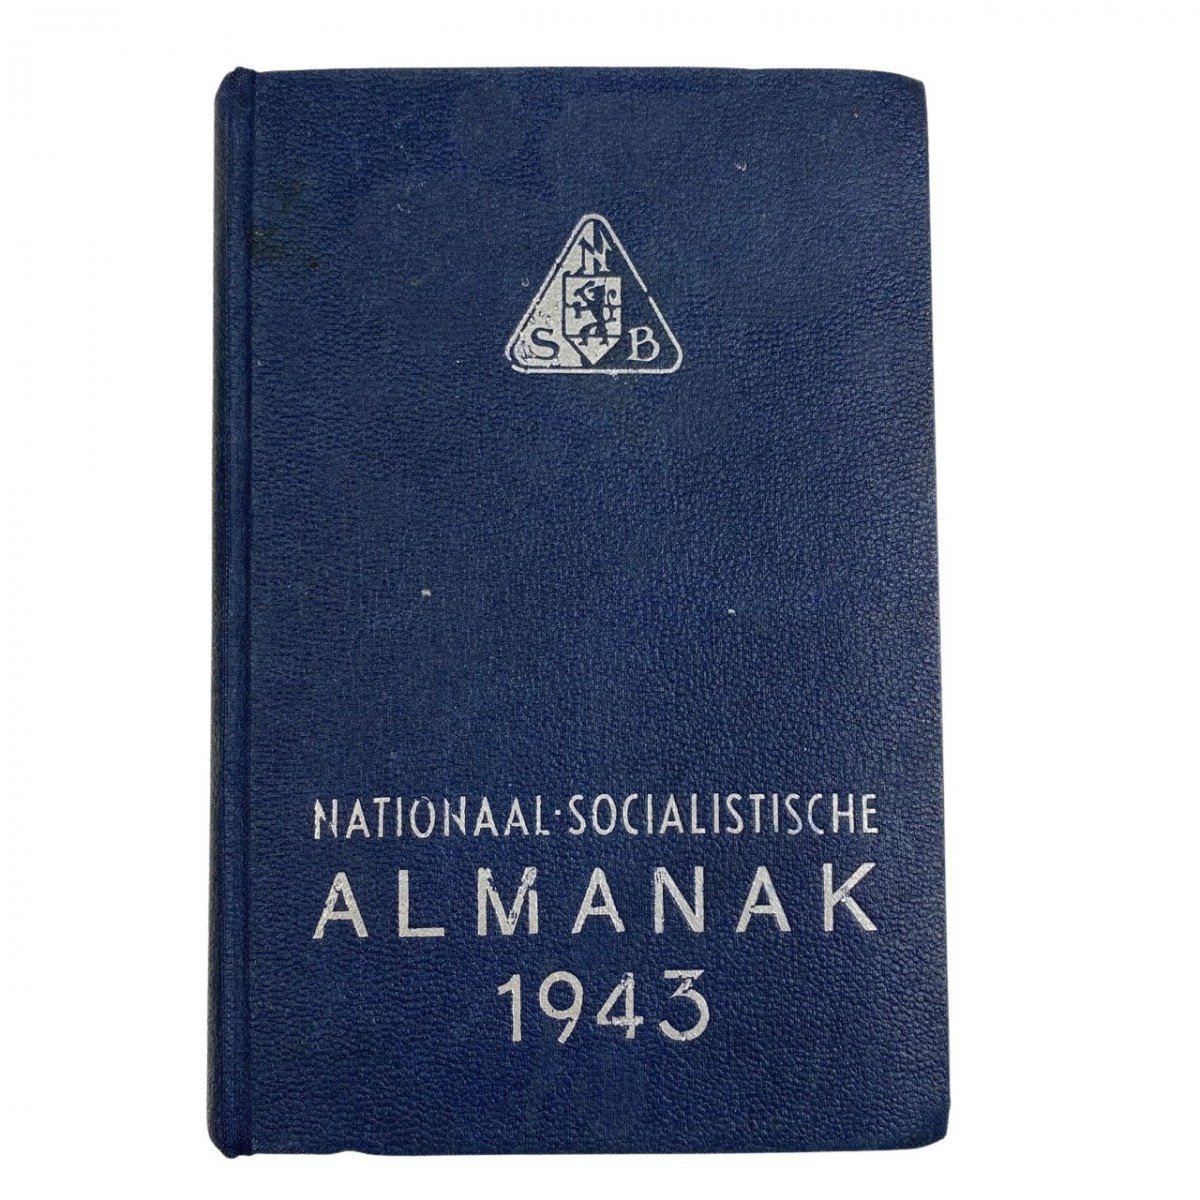 N
S B
NATIONAAL·SOCIALISTISCHE
ALMANAK
1943